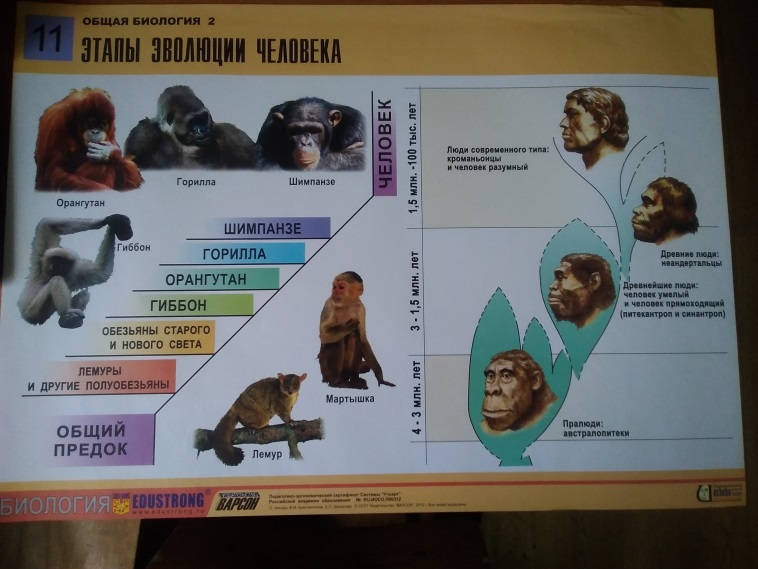 11
ОБЩАЯ БИОЛОГИЯ 2
ЭТАПЫ ЭВОЛЮЦИИ ЧЕЛОВЕКА
Орангутан
Горилла
Шимпанзе
Гиббон
ЧЕЛОВЕК
ШИМПАНЗЕ
ГОРИЛЛА
ОРАНГУТАН
ГИББОН
ОБЕЗЬЯНЫ СТАРОГО
И НОВОГО СВЕТА
ЛЕМУРЫ
И ДРУГИЕ ПОЛУОБЕЗЬЯНЫ
ОБЩИЙ
ПРЕДОК
Лемур
Мартышка
1,5 млн. -100 тыс. лет
3 - 1,5 млн. лет
4 - 3 млн. лет
Люди современного типа:
кроманьонцы
и человек разумный
Древние люди:
неандертальцы
Древнейшие люди:
человек умелый
и человек прямоходящий
(питекантроп и синантроп)
Пралюди:
австралопитеки
БИОЛОГИЯ
EDUSTRONG
www.edustrong.ru
ВАРСОН